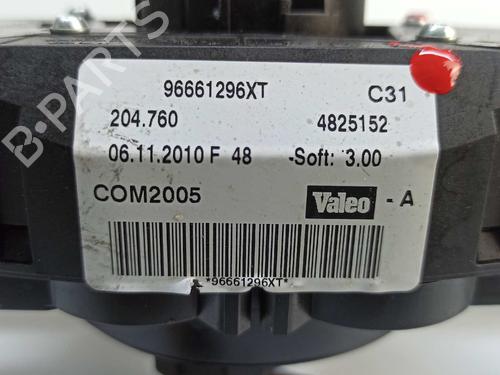 96661296XT C31
204.760 4825152
06.11.2010 F 48 -Soft: 3.00
COM2005 Valeo -A
*96661296XT*
B-PARTS